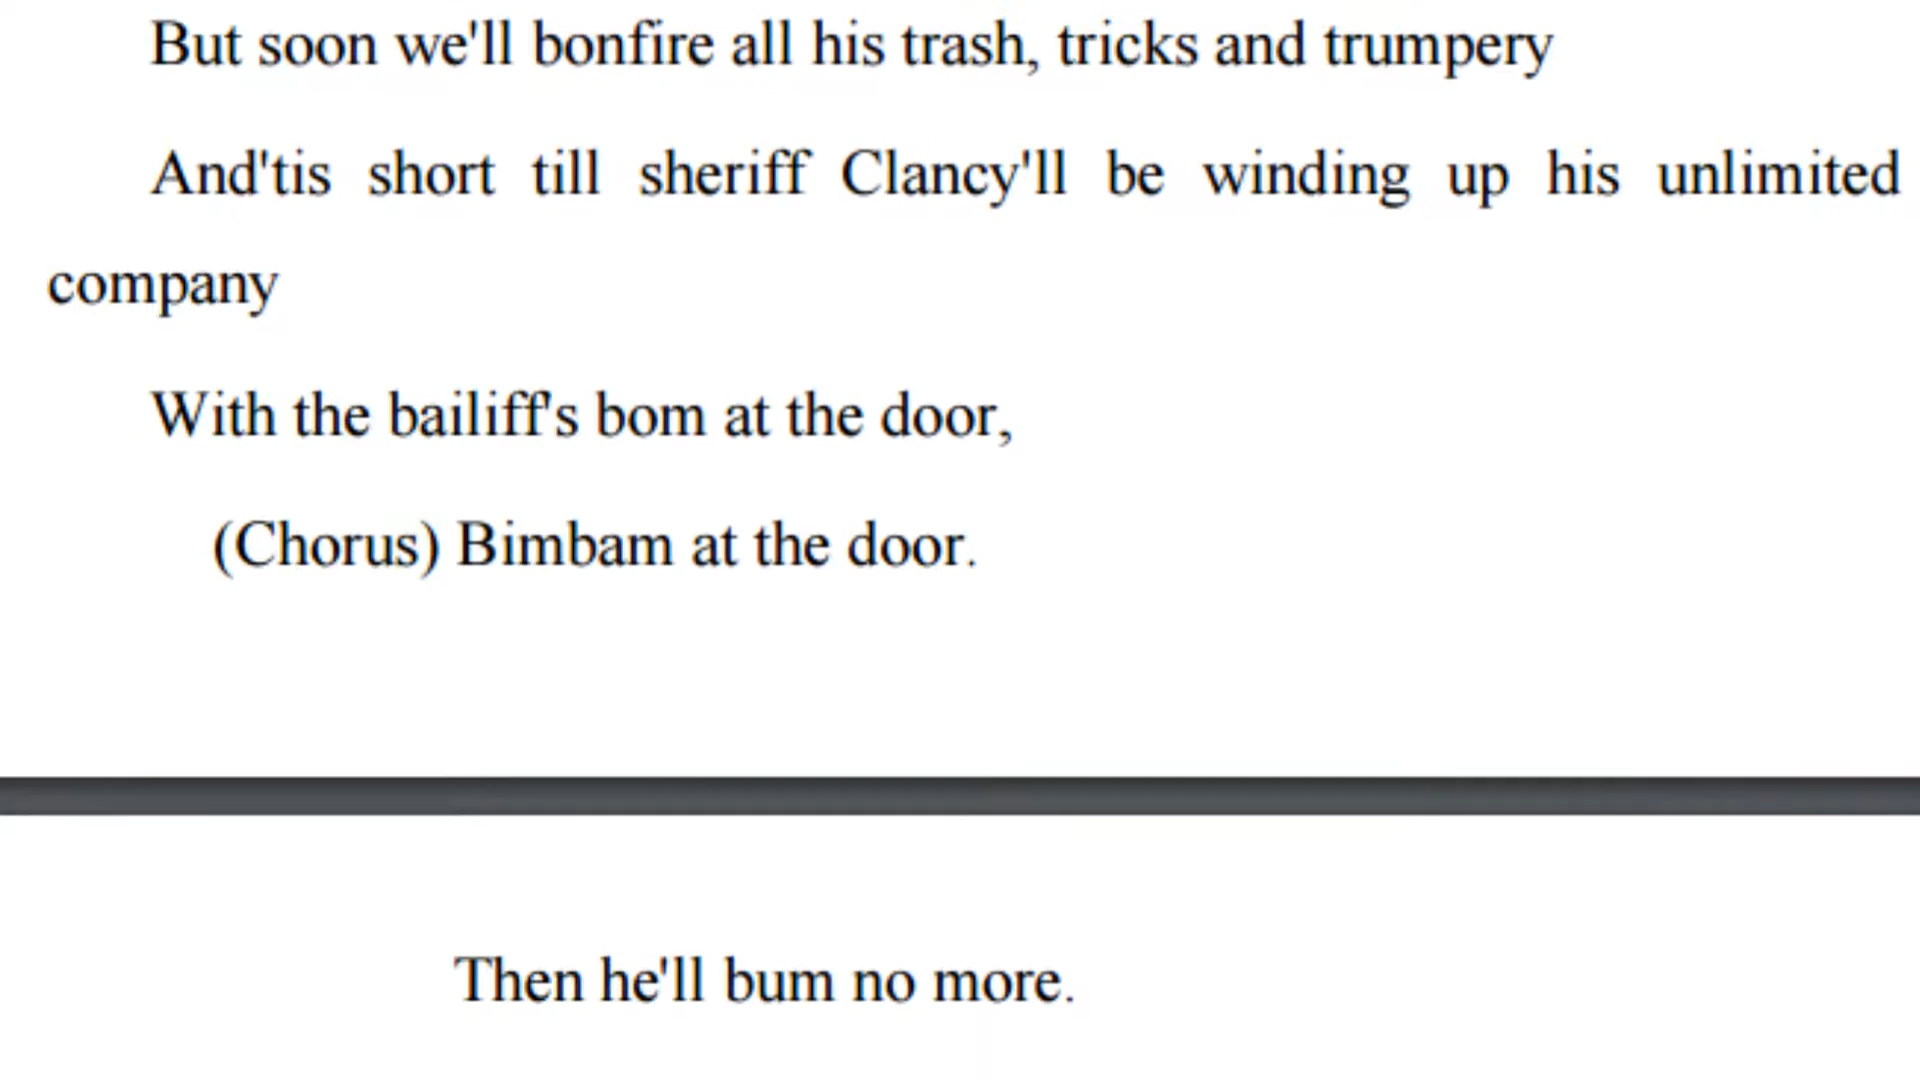 But soon we'll bonfire all his trash, tricks and trumpery
And'tis short till sheriff Clancy'll be winding up his unlimited
company
With the bailiff's bom at the door,
(Chorus) Bimbam at the door.
Then he'll bum no more.